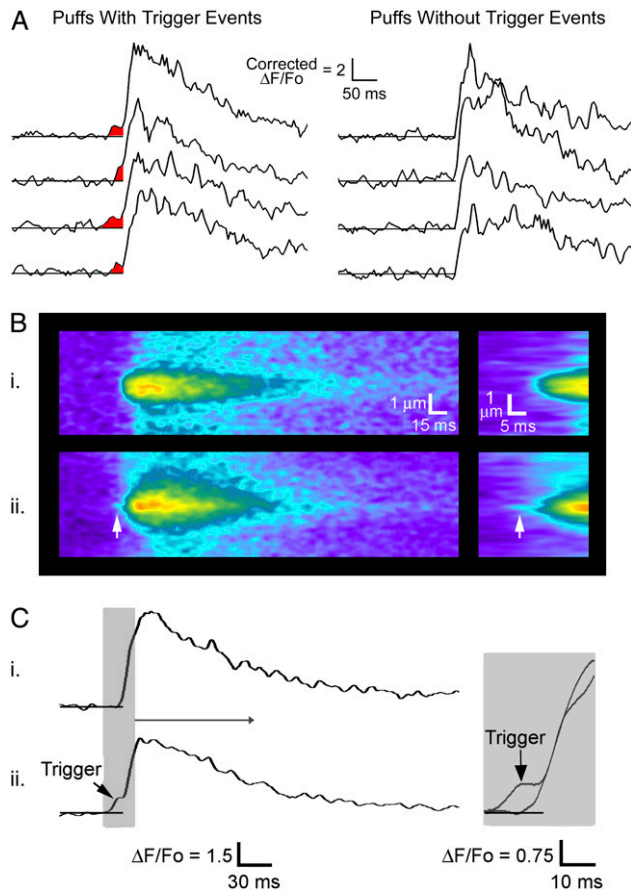 A
Puffs With Trigger Events
Puffs Without Trigger Events
Corrected
ΔF/Fo = 2
50 ms
B
i.
1 μm
15 ms
1
μm
5 ms
ii.
C
i.
ii.
Trigger
Trigger
ΔF/Fo = 1.5
30 ms
ΔF/Fo = 0.75
10 ms